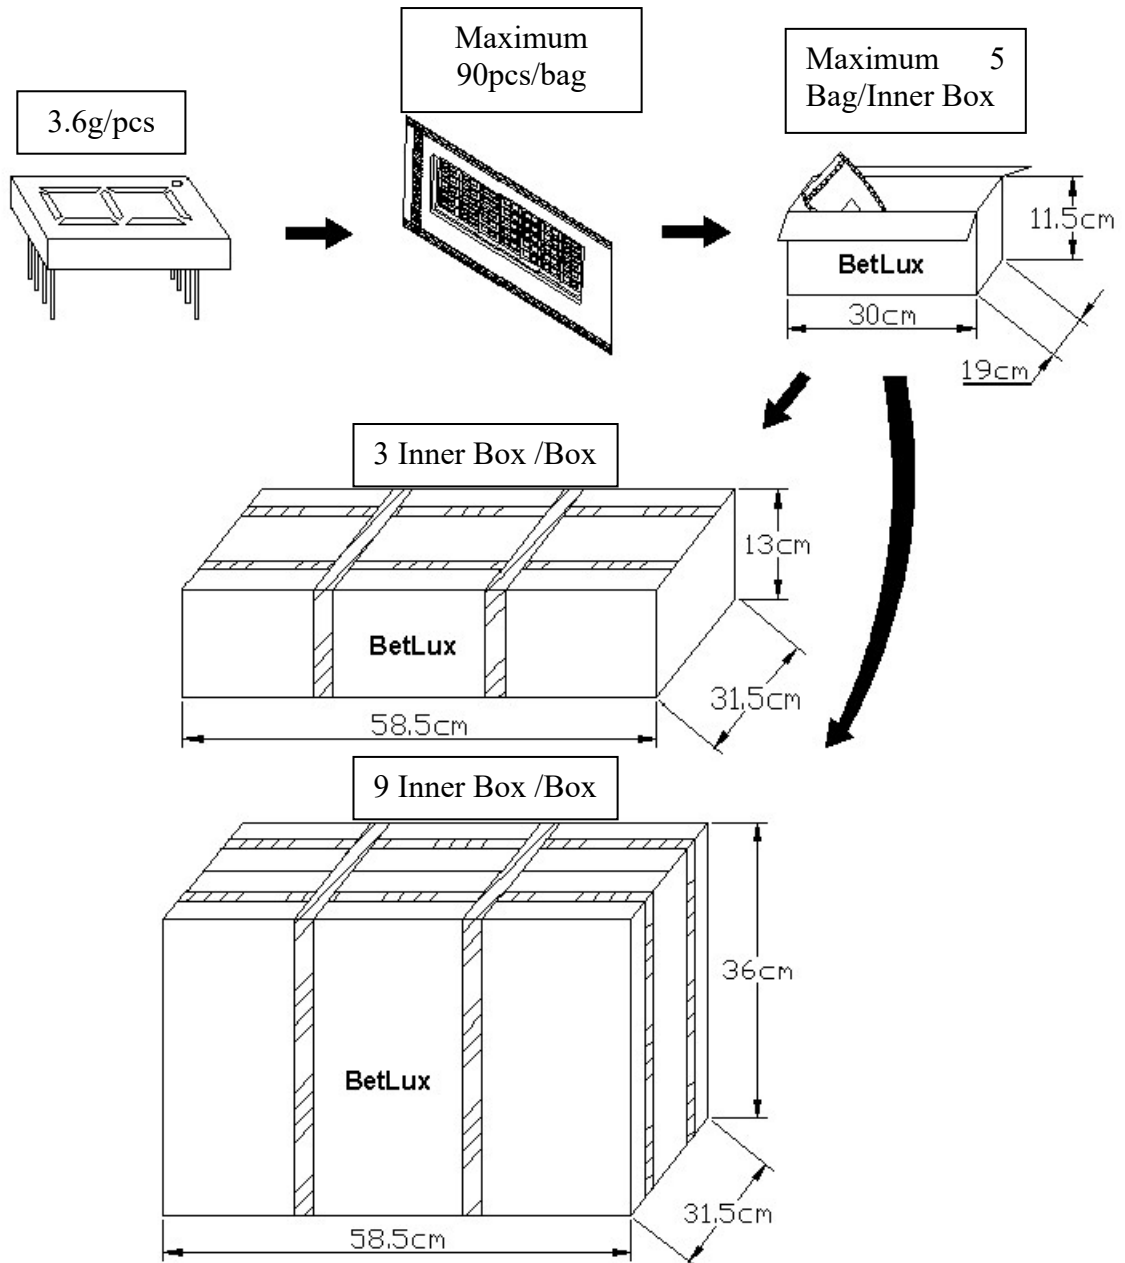 Maximum
90pcs/bag
Maximum 5
Bag/Inner Box
3.6g/pcs
11.5cm
BetLux
30cm
19cm
3 Inner Box /Box
13cm
BetLux
31.5cm
58.5cm
9 Inner Box /Box
36cm
BetLux
31.5cm
58.5cm